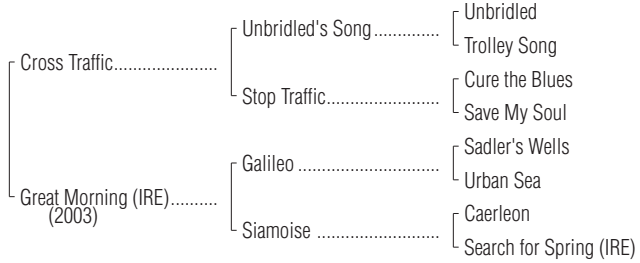 Unbridled
Unbridled's Song..............
Trolley Song
Cross Traffic......................
Cure the Blues
Stop Traffic........................
Save My Soul
Sadler's Wells
Galileo ..............................
Urban Sea
Great Morning (IRE)..........
(2003)
Caerleon
Siamoise ..........................
Search for Spring (IRE)